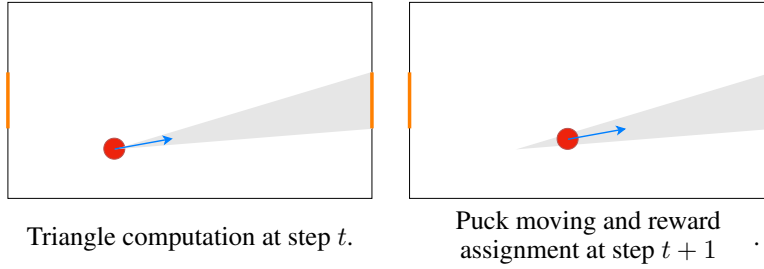 Triangle computation at step t.
Puck moving and reward
assignment at step t + 1
.